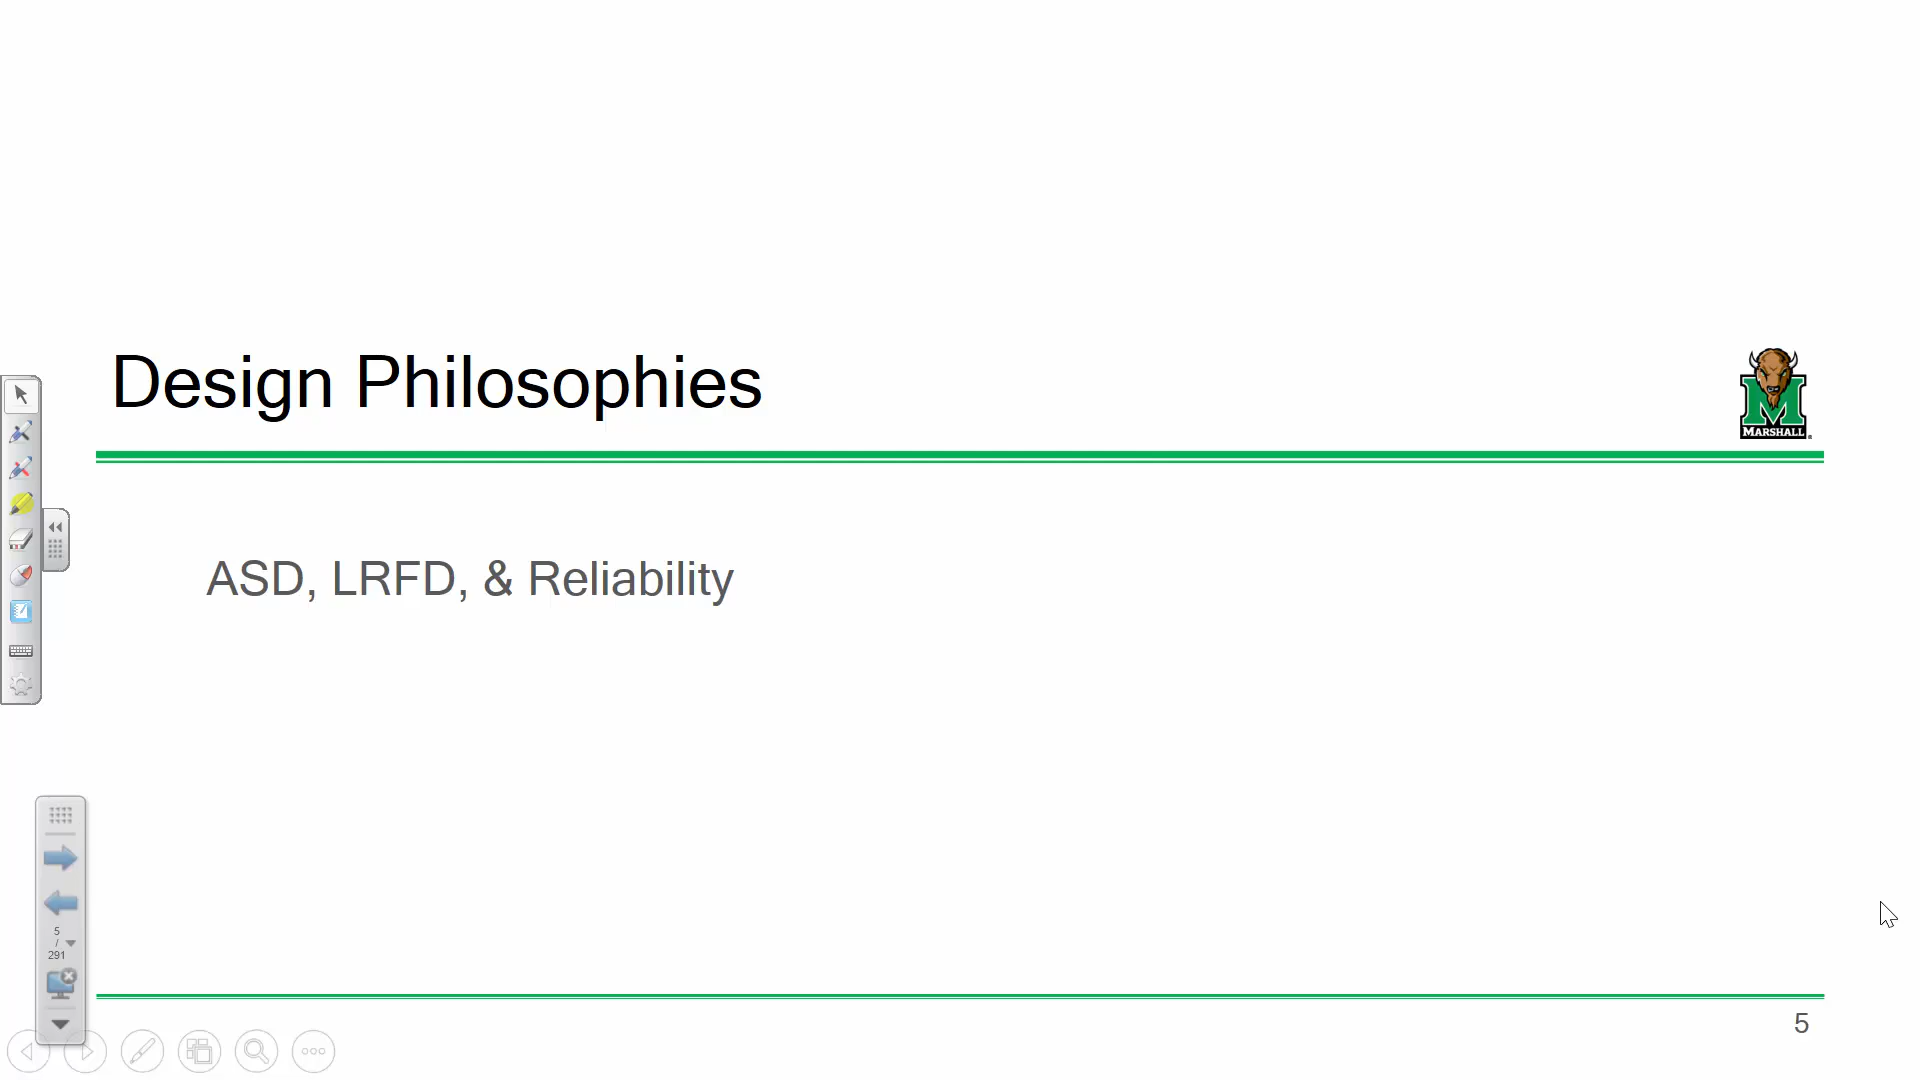 Design Philosophies
M
MARSHALL
ASD, LRFD, & Reliability
5
/
291
5